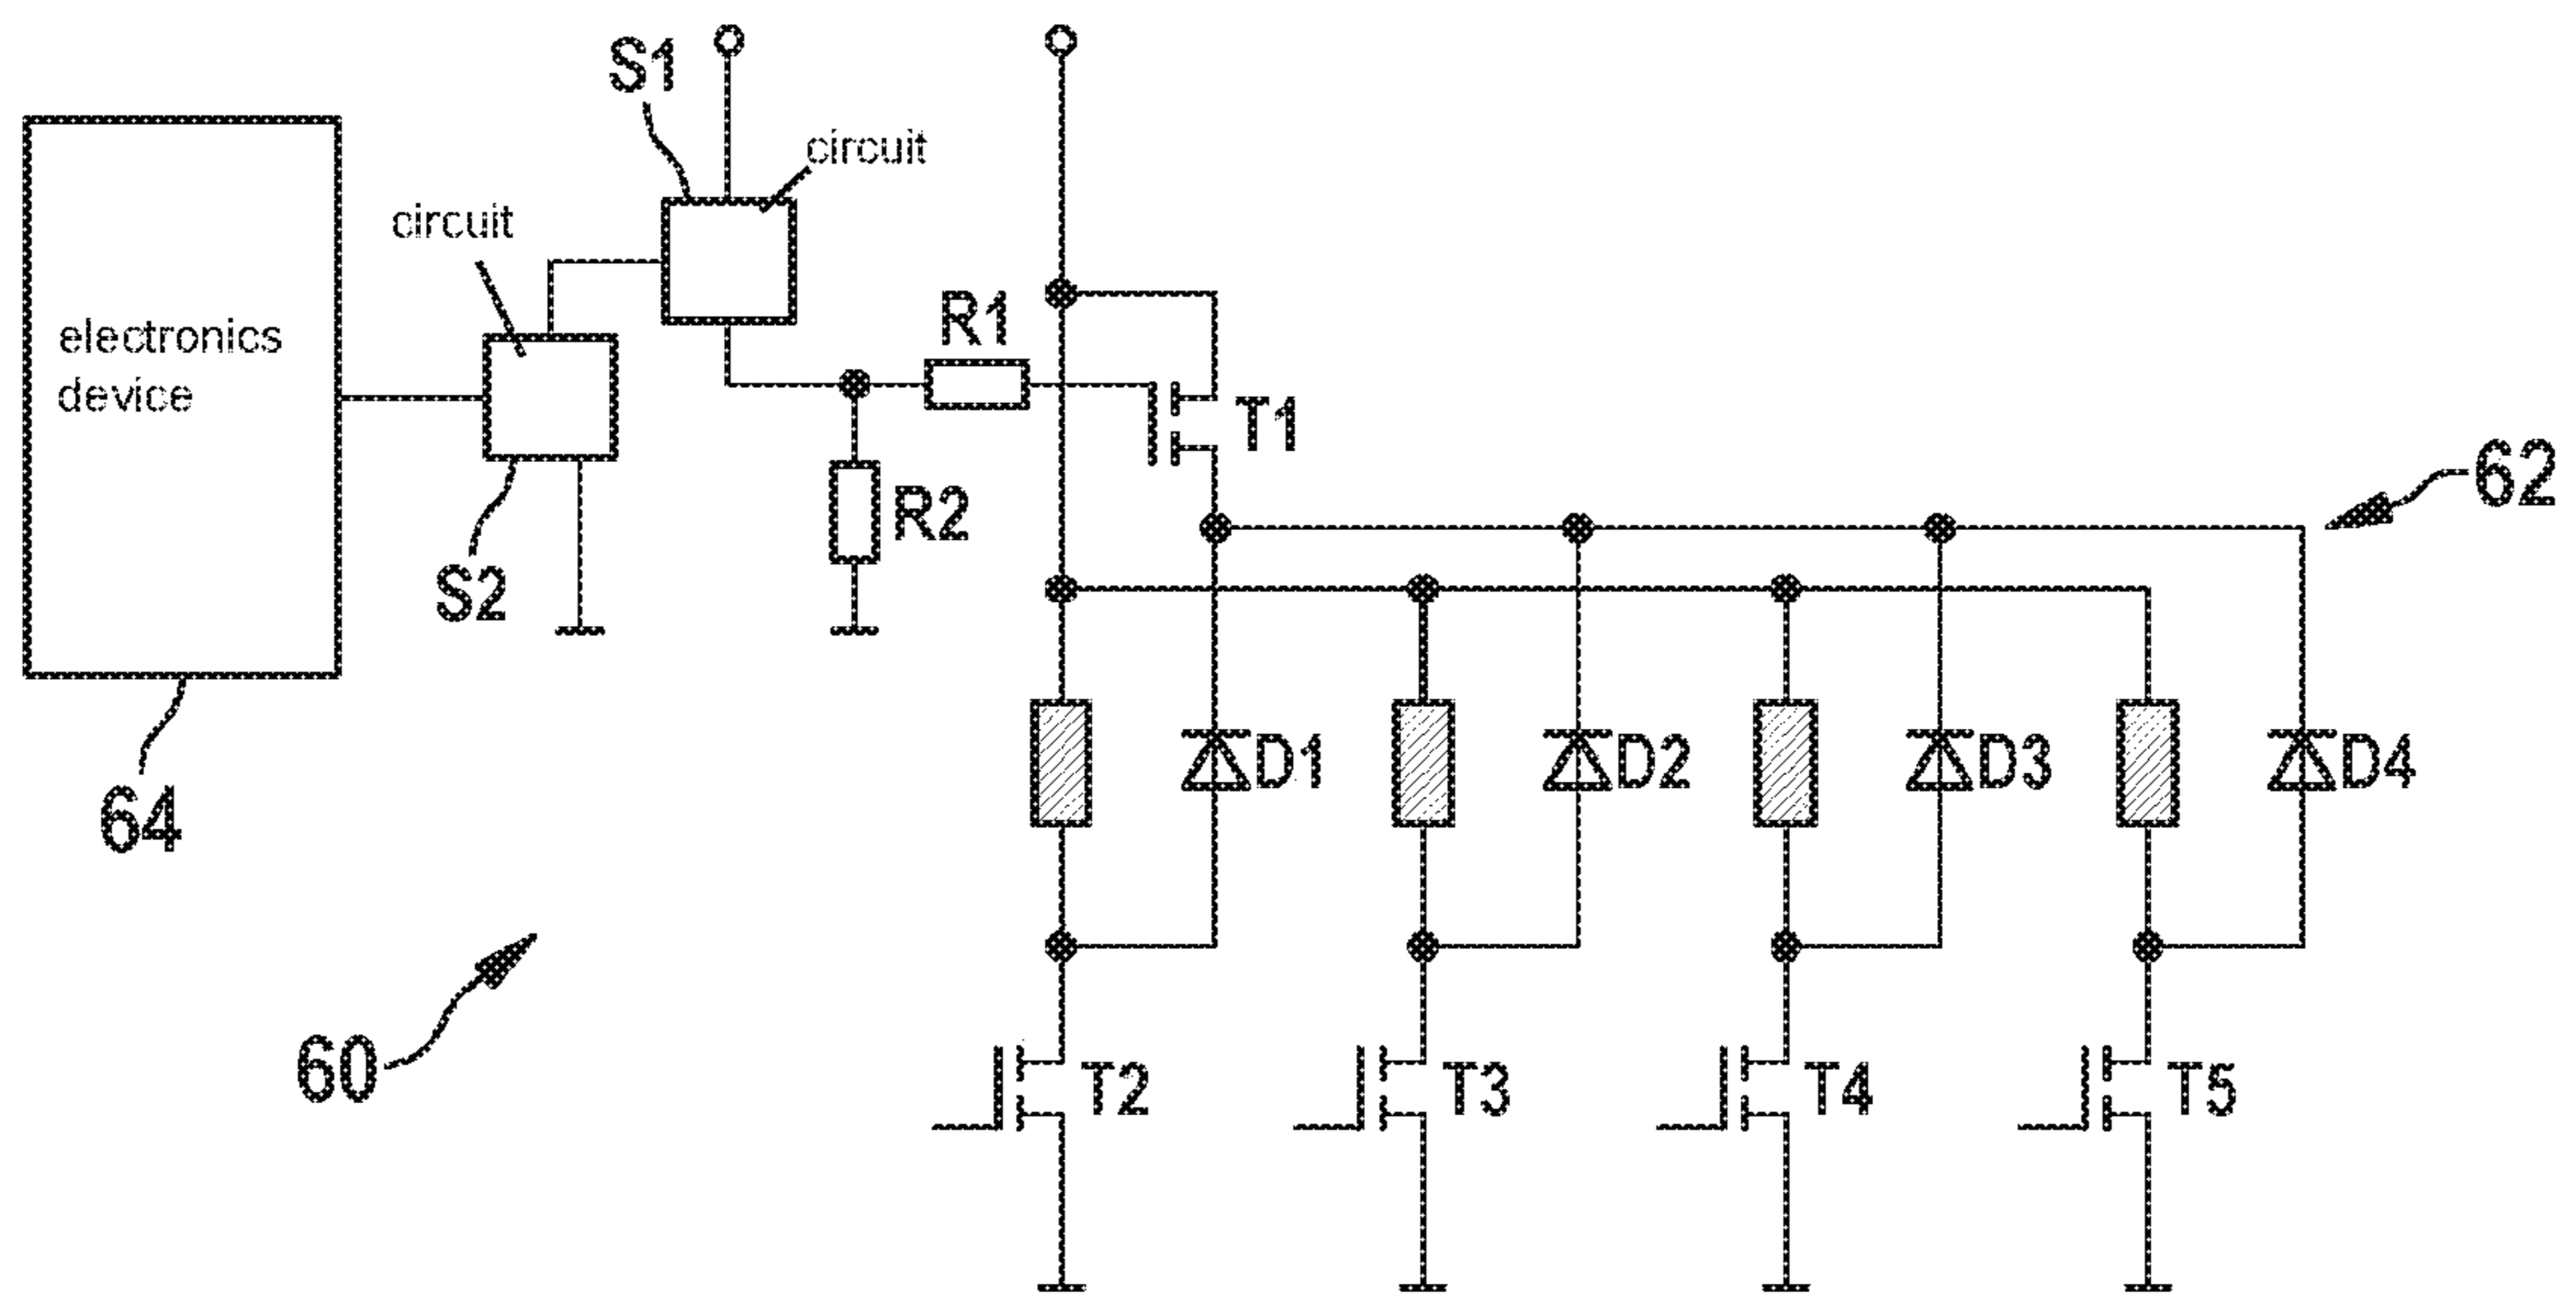 S1
circuit
circuit
electronics
device
R1
T1
62
R2
S2
D1
D2
D3
D4
64
60
T2
T3
T4
T5